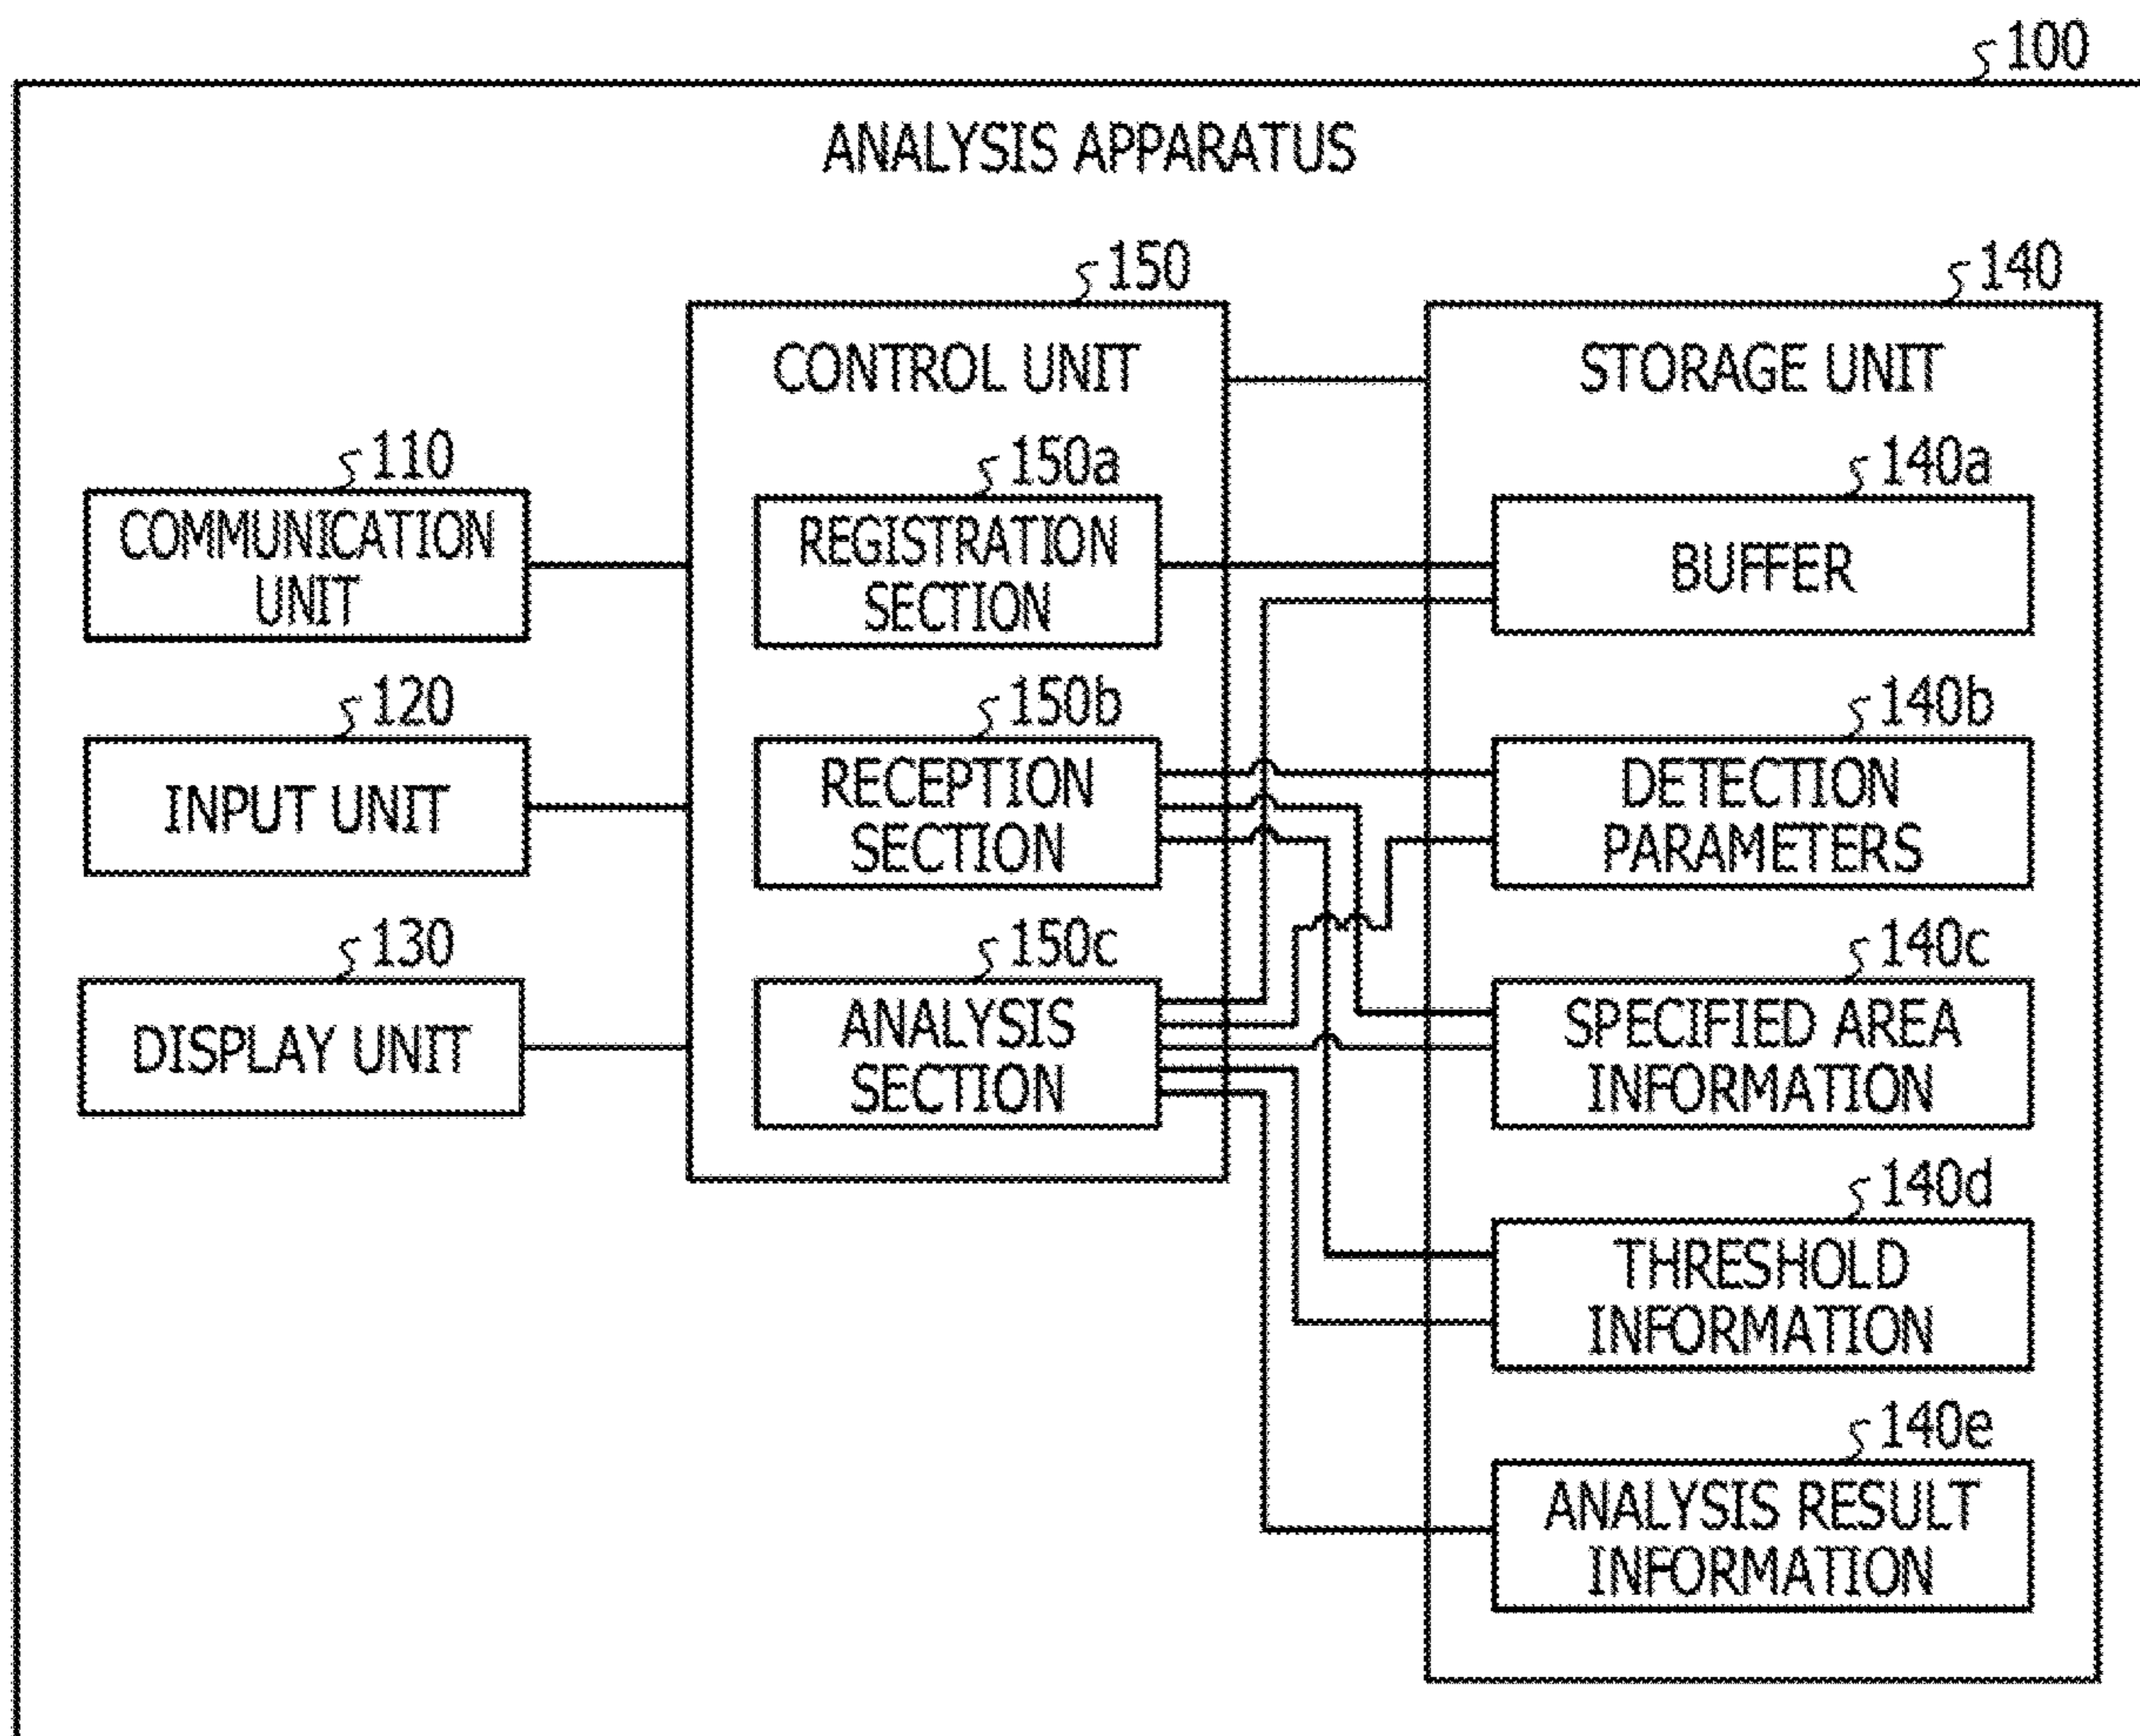 100
ANALYSIS APPARATUS
150
CONTROL UNIT
140
STORAGE UNIT
110
COMMUNICATION
UNIT
120
INPUT UNIT
130
DISPLAY UNIT
150a
REGISTRATION
SECTION
150b
RECEPTION
SECTION
150c
ANALYSIS
SECTION
140a
BUFFER
140b
DETECTION
PARAMETERS
140c
SPECIFIED AREA
INFORMATION
140d
THRESHOLD
INFORMATION
140e
ANALYSIS RESULT
INFORMATION